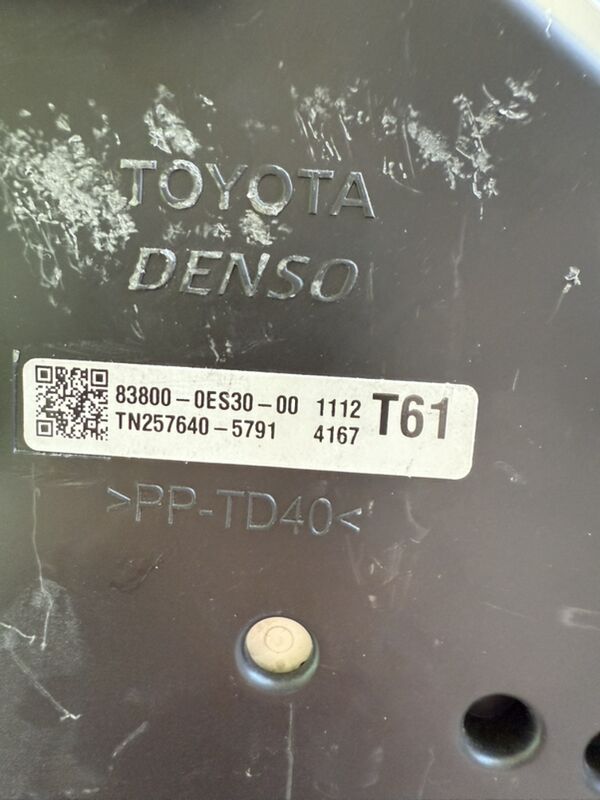 TOYOTA
DENSO
83800-0ES30-00 1112 T61
TN257640-5791 4167
>PP-TD40<